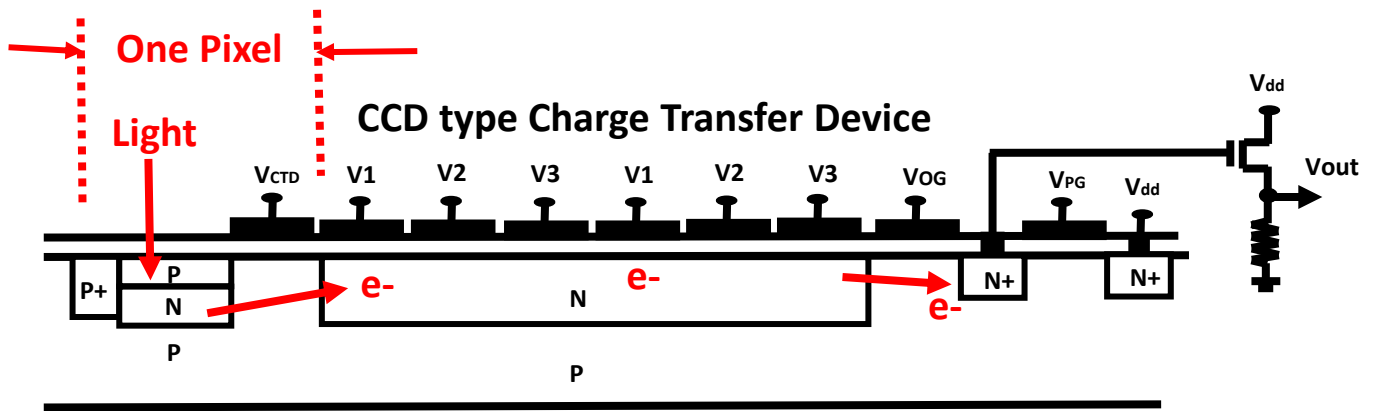 One Pixel
Light
CCD type Charge Transfer Device
Vdd
Vout
VCTD V1 V2 V3 V1 V2 V3 VOG VPG Vdd
P+ P e- e- N+ N+
N N e-
P P